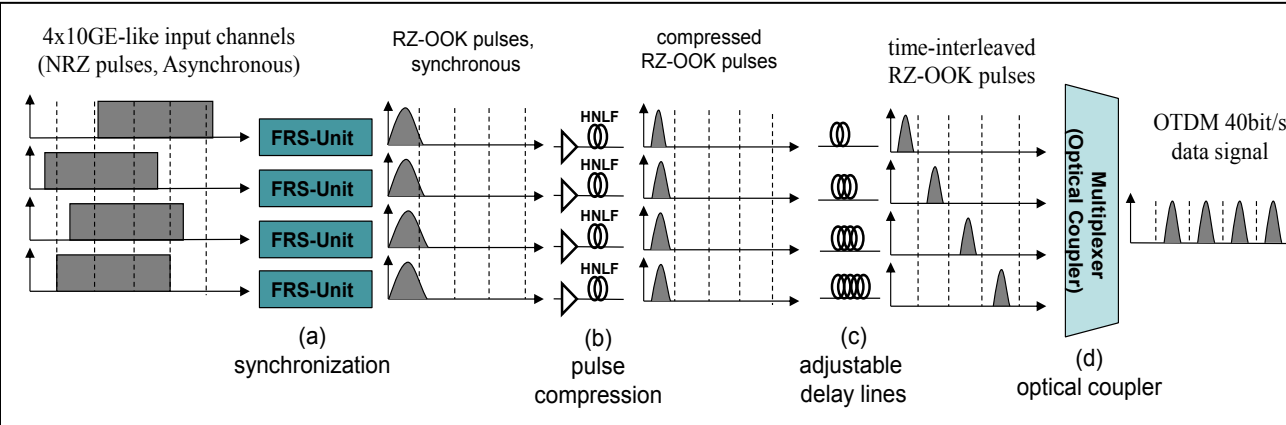 4x10GE-like input channels
(NRZ pulses, Asynchronous)
RZ-OOK pulses,
synchronous
compressed
RZ-OOK pulses
time-interleaved
RZ-OOK pulses
OTDM 40bit/s
data signal
FRS-Unit
FRS-Unit
FRS-Unit
FRS-Unit
HNLF
HNLF
HNLF
HNLF
Multiplexer
(Optical Coupler)
(a)
synchronization
(b)
pulse
compression
(c)
adjustable
delay lines
(d)
optical coupler